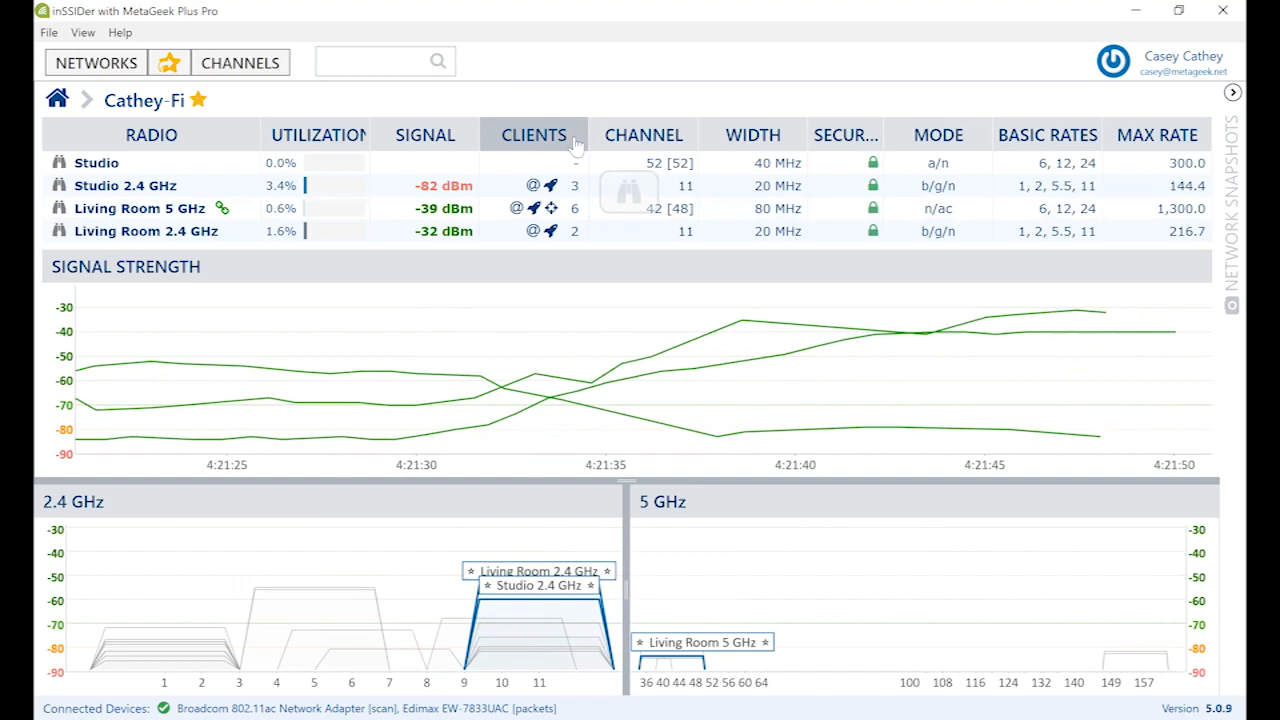 inSSIDer with MetaGeek Plus Pro
File View Help
NETWORKS CHANNELS
Casey Cathey
casey@metageek.net
Cathey-Fi
RADIO UTILIZATION SIGNAL CLIENTS CHANNEL WIDTH SECUR... MODE BASIC RATES MAX RATE
Studio 0.0% - 52 [52] 40 MHz a/n 6, 12, 24 300.0
Studio 2.4 GHz 3.4% -82 dBm @ 3 11 20 MHz b/g/n 1, 2, 5.5, 11 144.4
Living Room 5 GHz 0.6% -39 dBm @ 6 42 [48] 80 MHz n/ac 6, 12, 24 1,300.0
Living Room 2.4 GHz 1.6% -32 dBm @ 2 11 20 MHz b/g/n 1, 2, 5.5, 11 216.7
NETWORK SNAPSHOTS
SIGNAL STRENGTH
-30
-40
-50
-60
-70
-80
-90
4:21:25 4:21:30 4:21:35 4:21:40 4:21:45 4:21:50
2.4 GHz
-30
-40
-50
-60
-70
-80
-90
Living Room 2.4 GHz
Studio 2.4 GHz
1 2 3 4 5 6 7 8 9 10 11
5 GHz
-30
-40
-50
-60
-70
-80
-90
Living Room 5 GHz
36 40 44 48 52 56 60 64 100 108 116 124 132 140 149 157
Connected Devices: Broadcom 802.11ac Network Adapter [scan], Edimax EW-7833UAC [packets]
Version 5.0.9